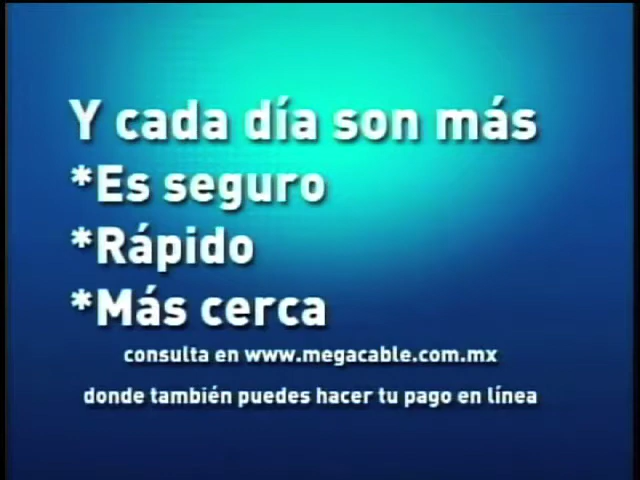 Y cada día son más
*Es seguro
*Rápido
*Más cerca
consulta en www.megacable.com.mx
donde también puedes hacer tu pago en línea